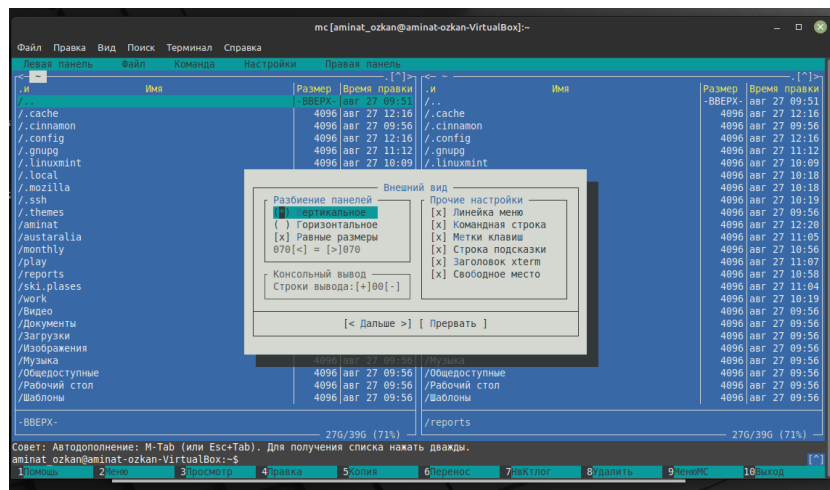 mc [aminat_ozkan@aminat-ozkan-VirtualBox]:~
Файл Правка Вид Поиск Терминал Справка
Левая панель Файл Команда Настройки Правая панель
<- ~ .[^]> <- ~ .[^]>
.и Имя Размер Время правки .и Имя Размер Время правки
/.. -ВВЕРХ- авг 27 09:51 /.. -ВВЕРХ- авг 27 09:51
/.cache 4096 авг 27 12:16 /.cache 4096 авг 27 12:16
/.cinnamon 4096 авг 27 09:56 /.cinnamon 4096 авг 27 09:56
/.config 4096 авг 27 12:16 /.config 4096 авг 27 12:16
/.gnupg 4096 авг 27 11:12 /.gnupg 4096 авг 27 11:12
/.linuxmint 4096 авг 27 10:09 /.linuxmint 4096 авг 27 10:09
/.local 4096 авг 27 10:18
/.mozilla Внешний вид 4096 авг 27 10:18
/.ssh Разбиение панелей Прочие настройки 4096 авг 27 10:19
/.themes (*) Вертикальное [x] Линейка меню 4096 авг 27 09:56
/aminat ( ) Горизонтальное [x] Командная строка 4096 авг 27 12:20
/austaralia [x] Равные размеры [x] Метки клавиш 4096 авг 27 11:05
/monthly 070[<] = [>]070 [x] Строка подсказки 4096 авг 27 10:56
/play [x] Заголовок xterm 4096 авг 27 11:07
/reports Консольный вывод [x] Свободное место 4096 авг 27 10:58
/ski.plases Строки вывода:[+]00[-] 4096 авг 27 11:04
/work 4096 авг 27 10:19
/Видео 4096 авг 27 09:56
/Документы [< Дальше >] [ Прервать ] 4096 авг 27 09:56
/Загрузки 4096 авг 27 09:56
/Изображения 4096 авг 27 09:56
/Музыка 4096 авг 27 09:56 /Музыка 4096 авг 27 09:56
/Общедоступные 4096 авг 27 09:56 /Общедоступные 4096 авг 27 09:56
/Рабочий стол 4096 авг 27 09:56 /Рабочий стол 4096 авг 27 09:56
/Шаблоны 4096 авг 27 09:56 /Шаблоны 4096 авг 27 09:56
-ВВЕРХ- /reports
27G/39G (71%) 27G/39G (71%)
Совет: Автодополнение: M-Tab (или Esc+Tab). Для получения списка нажать дважды.
aminat_ozkan@aminat-ozkan-VirtualBox:~$ [^]
1Помощь 2Меню 3Просмотр 4Правка 5Копия 6Перенос 7НвКтлог 8Удалить 9МенюMC 10Выход